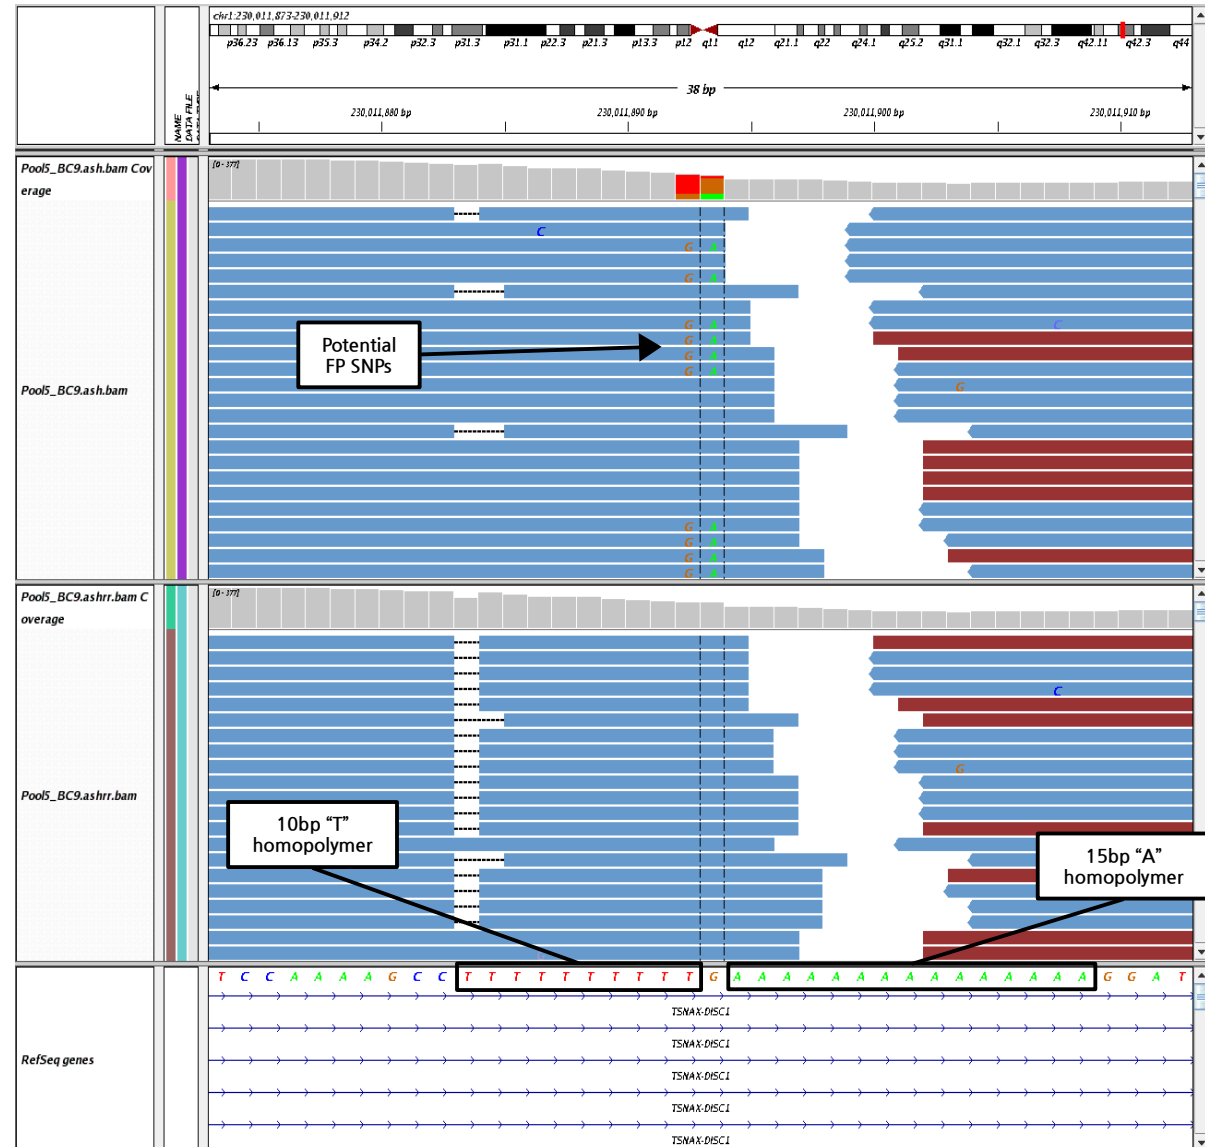 chr1:230,011,873-230,011,912
p36.23 p36.13 p35.3 p34.2 p32.3 p31.3 p31.1 p22.3 p21.3 p13.3 p12 q11 q12 q21.1 q22 q24.1 q25.2 q31.1 q32.1 q32.3 q42.11 q42.3 q44
38 bp
230,011,880 bp 230,011,890 bp 230,011,900 bp 230,011,910 bp
NAME
DATA FILE
Pool5_BC9.ash.bam Cov
erage
[0 - 377]
C
G A
G A
G A C
G A
Potential
FP SNPs
G A
G A
G
Pool5_BC9.ash.bam
G A
G A
G A
G A
Pool5_BC9.ashrr.bam C
overage
[0 - 377]
C
G
Pool5_BC9.ashrr.bam
10bp “T”
homopolymer
15bp “A”
homopolymer
T C C A A A A G C C T T T T T T T T T T G A A A A A A A A A A A A A A A G G A T
TSNAX-DISC1
TSNAX-DISC1
RefSeq genes
TSNAX-DISC1
TSNAX-DISC1
TSNAX-DISC1